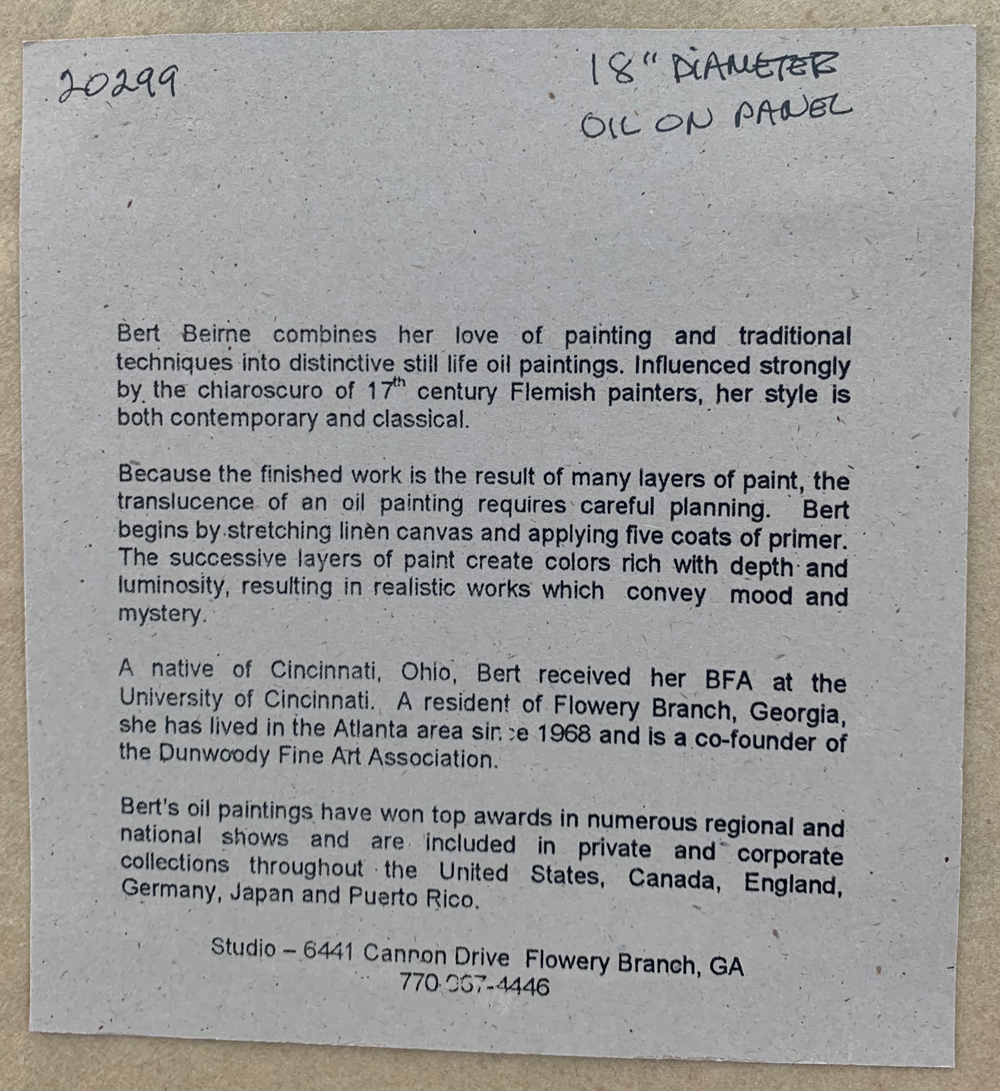 20299
18" DIAMETER
OIL ON PANEL
Bert Beirne combines her love of painting and traditional
techniques into distinctive still life oil paintings. Influenced strongly
by the chiaroscuro of 17th century Flemish painters, her style is
both contemporary and classical.
Because the finished work is the result of many layers of paint, the
translucence of an oil painting requires careful planning. Bert
begins by stretching linen canvas and applying five coats of primer.
The successive layers of paint create colors rich with depth and
luminosity, resulting in realistic works which convey mood and
mystery.
A native of Cincinnati, Ohio, Bert received her BFA at the
University of Cincinnati. A resident of Flowery Branch, Georgia,
she has lived in the Atlanta area since 1968 and is a co-founder of
the Dunwoody Fine Art Association.
Bert's oil paintings have won top awards in numerous regional and
national shows and are included in private and corporate
collections throughout the United States, Canada, England,
Germany, Japan and Puerto Rico.
Studio – 6441 Cannon Drive Flowery Branch, GA
770-967-4446